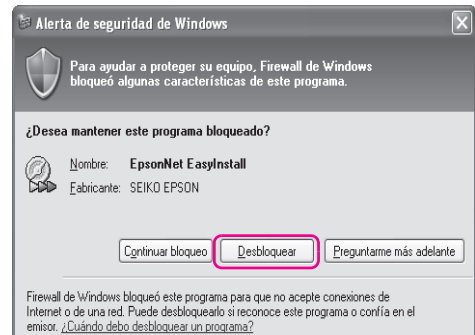 Alerta de seguridad de Windows
Para ayudar a proteger su equipo, Firewall de Windows
bloqueó algunas características de este programa.
¿Desea mantener este programa bloqueado?
Nombre: EpsonNet EasyInstall
Fabricante: SEIKO EPSON
Continuar bloqueo Desbloquear Preguntarme más adelante
Firewall de Windows bloqueó este programa para que no acepte conexiones de
Internet o de una red. Puede desbloquearlo si reconoce este programa o confía en el
emisor. ¿Cuándo debo desbloquear un programa?